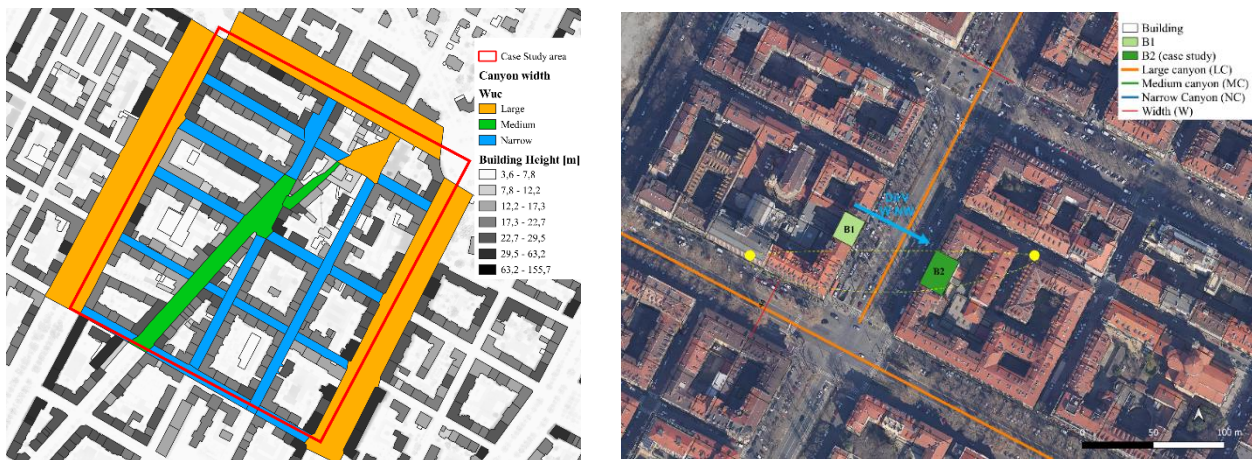 Case Study area
Canyon width
Wuc
Large
Medium
Narrow
Building Height [m]
3,6 - 7,8
7,8 - 12,2
12,2 - 17,3
17,3 - 22,7
22,7 - 29,5
29,5 - 63,2
63,2 - 155,7
Building
B1
B2 (case study)
Large canyon (LC)
Medium canyon (MC)
Narrow Canyon (NC)
Width (W)
B1
B2
0
50
100 m